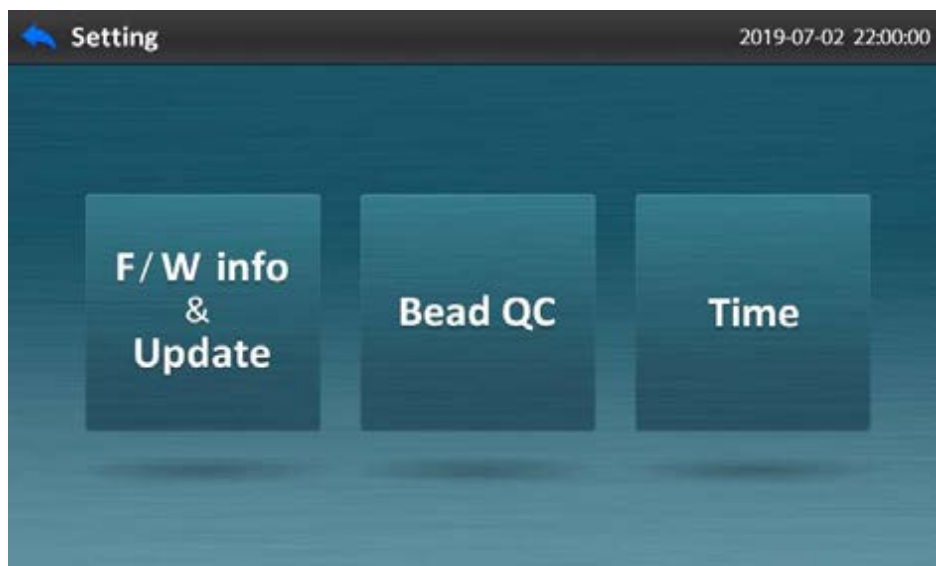 Setting
2019-07-02 22:00:00
F/W info
&
Update
Bead QC
Time